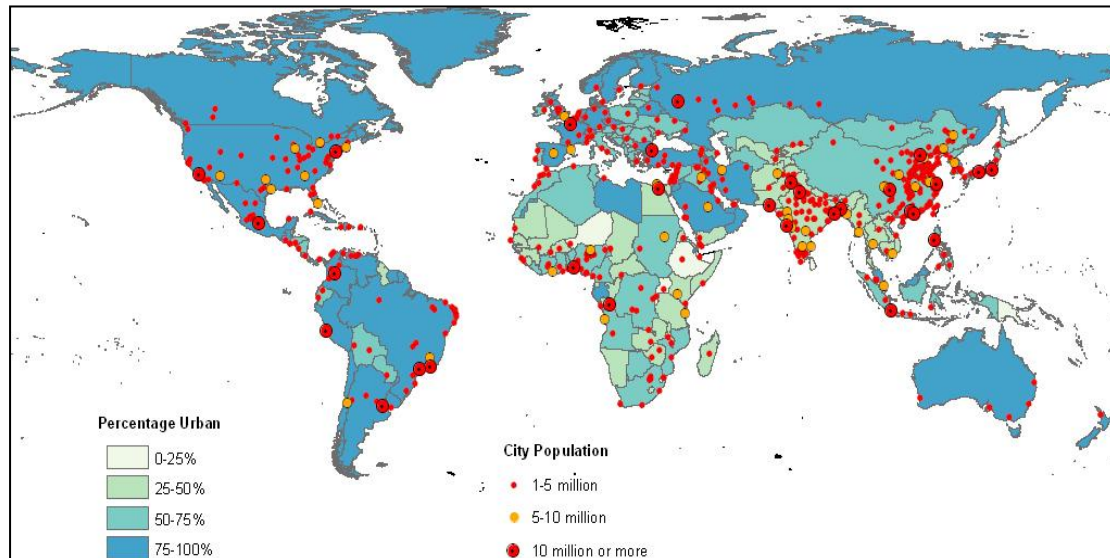 Percentage Urban
0-25%
25-50%
50-75%
75-100%
City Population
1-5 million
5-10 million
10 million or more